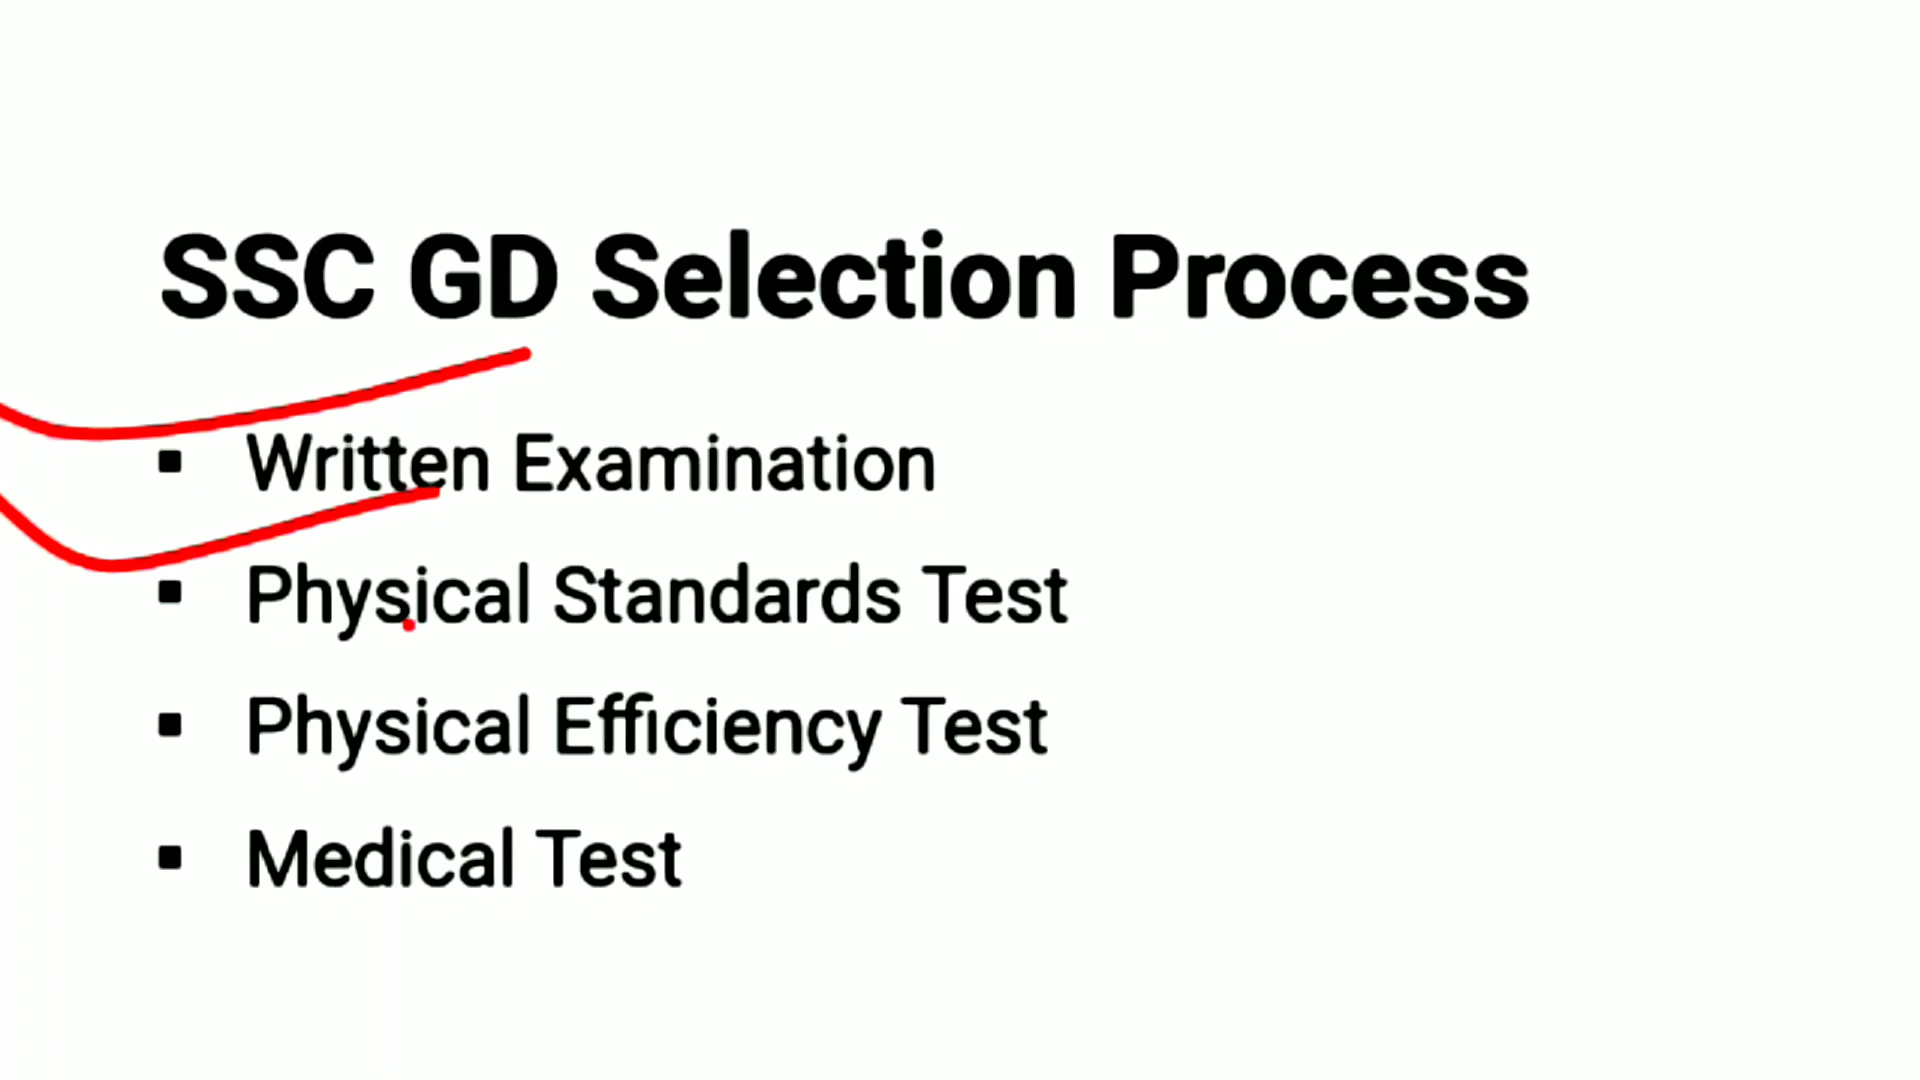 SSC GD Selection Process
▪ Written Examination
▪ Physical Standards Test
▪ Physical Efficiency Test
▪ Medical Test